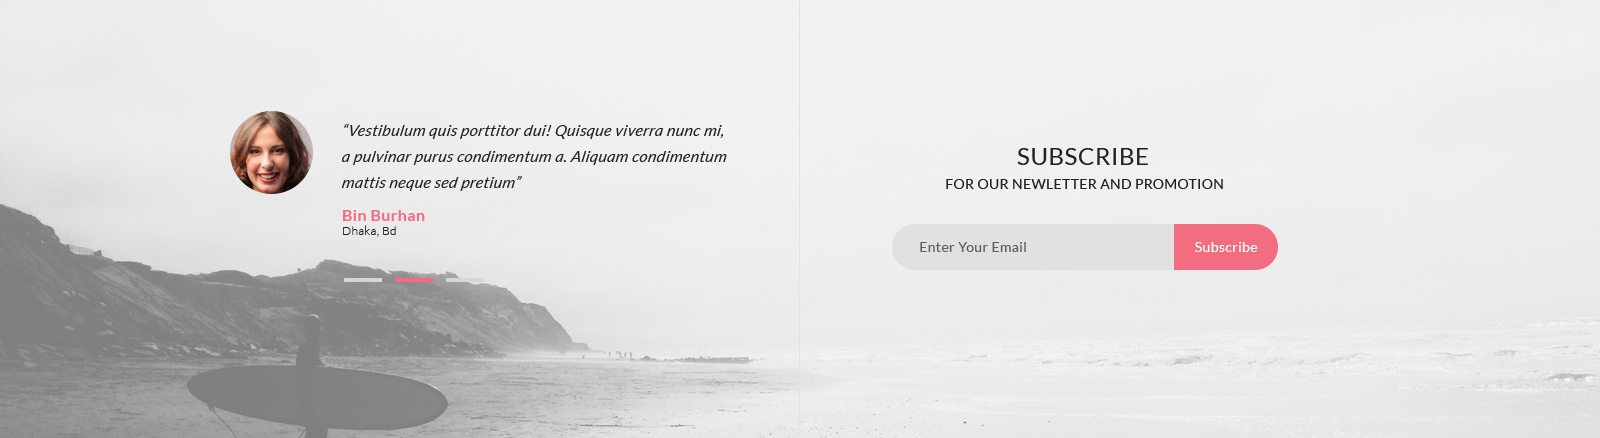 “Vestibulum quis porttitor dui! Quisque viverra nunc mi,
a pulvinar purus condimentum a. Aliquam condimentum
mattis neque sed pretium”
Bin Burhan
Dhaka, Bd
SUBSCRIBE
FOR OUR NEWLETTER AND PROMOTION
Enter Your Email
Subscribe